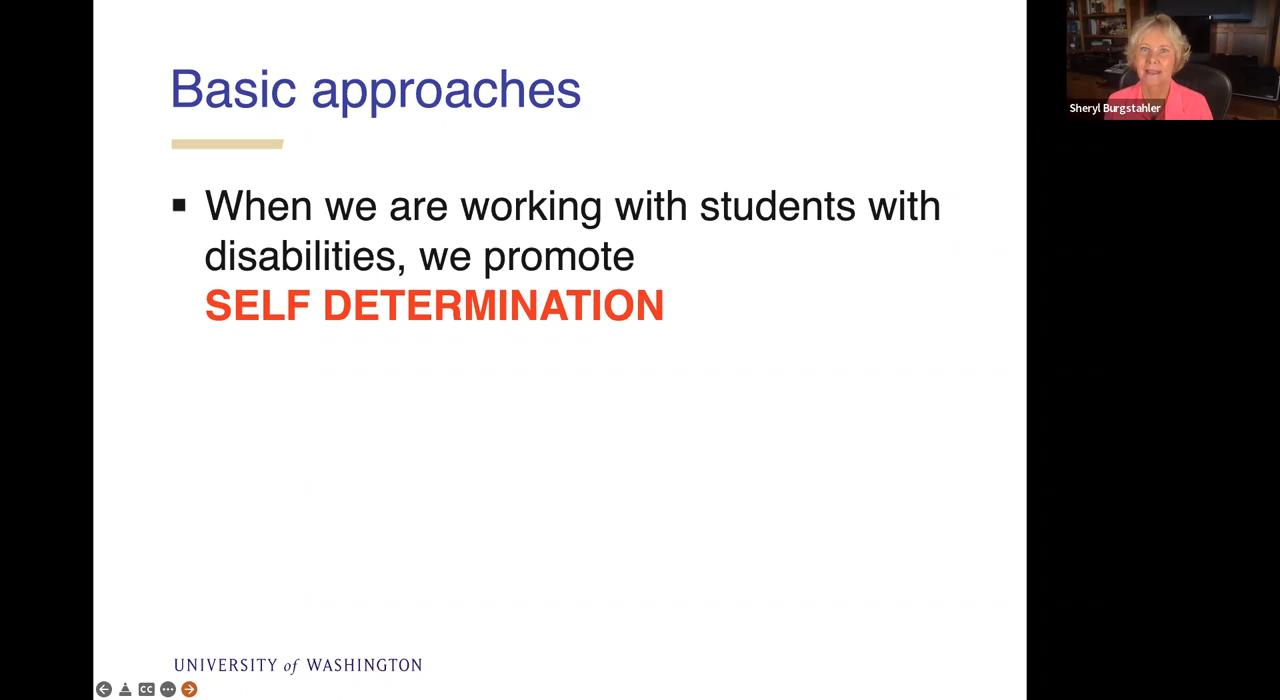 Basic approaches
▪ When we are working with students with
disabilities, we promote
SELF DETERMINATION
UNIVERSITY of WASHINGTON
CC
Sheryl Burgstahler